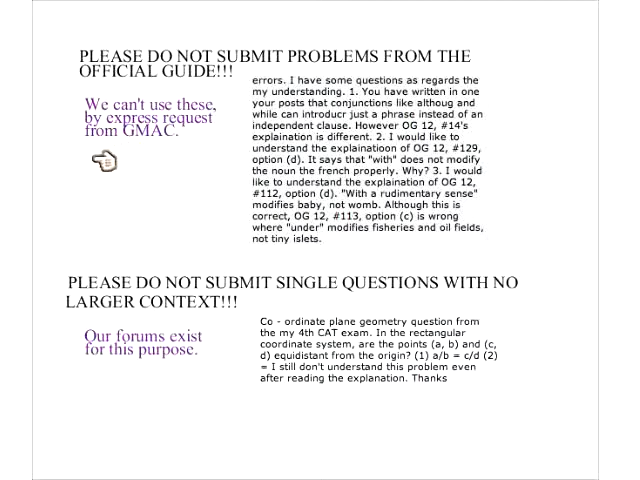 PLEASE DO NOT SUBMIT PROBLEMS FROM THE
OFFICIAL GUIDE!!!
We can't use these,
by express request
from GMAC.
errors. I have some questions as regards the
my understanding. 1. You have written in one
your posts that conjunctions like althoug and
while can introducr just a phrase instead of an
independent clause. However OG 12, #14's
explaination is different. 2. I would like to
understand the explainatioon of OG 12, #129,
option (d). It says that "with" does not modify
the noun the french properly. Why? 3. I would
like to understand the explaination of OG 12,
#112, option (d). "With a rudimentary sense"
modifies baby, not womb. Although this is
correct, OG 12, #113, option (c) is wrong
where "under" modifies fisheries and oil fields,
not tiny islets.
PLEASE DO NOT SUBMIT SINGLE QUESTIONS WITH NO
LARGER CONTEXT!!!
Our forums exist
for this purpose.
Co - ordinate plane geometry question from
the my 4th CAT exam. In the rectangular
coordinate system, are the points (a, b) and (c,
d) equidistant from the origin? (1) a/b = c/d (2)
= I still don't understand this problem even
after reading the explanation. Thanks